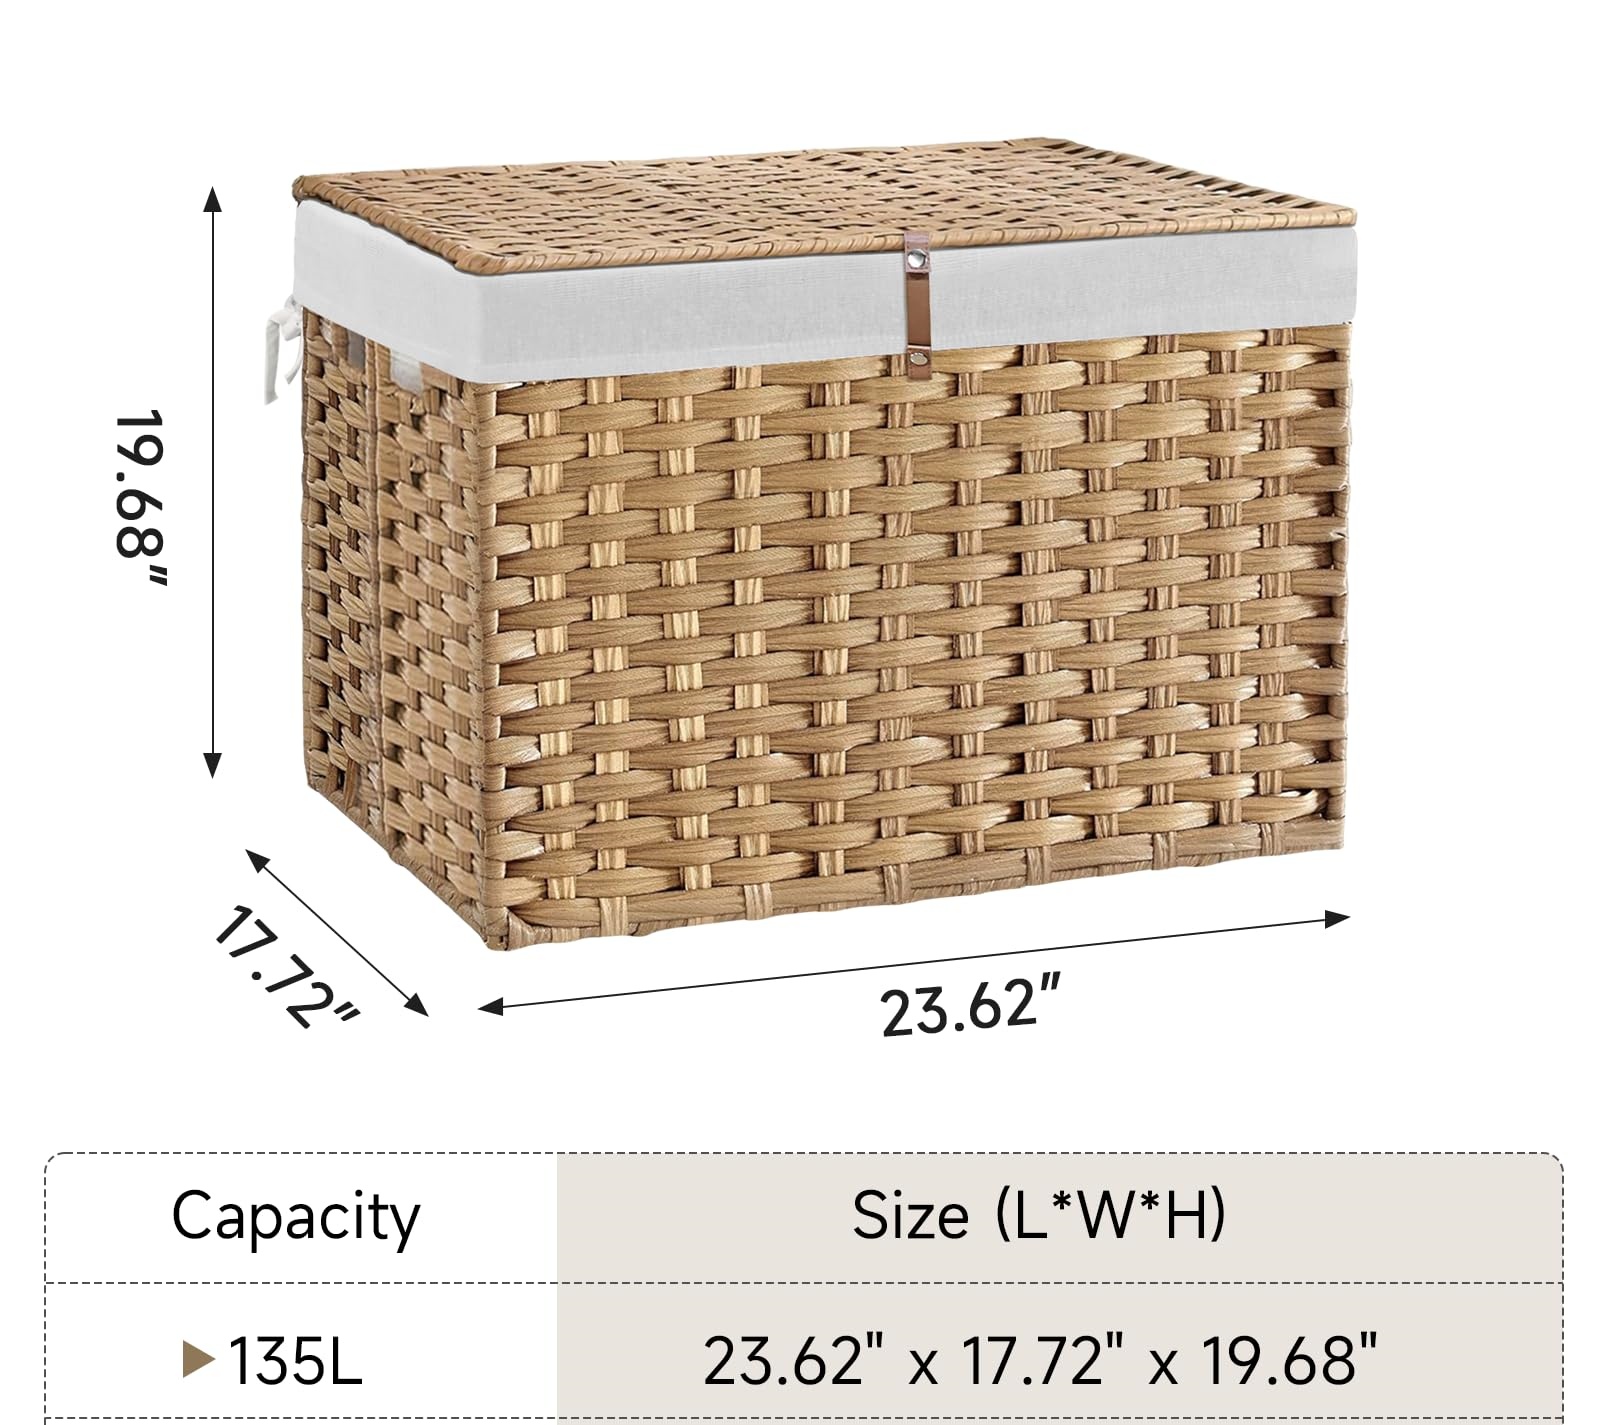 19.68"
17.72"
23.62"
Capacity
Size (L*W*H)
135L
23.62" x 17.72" x 19.68"